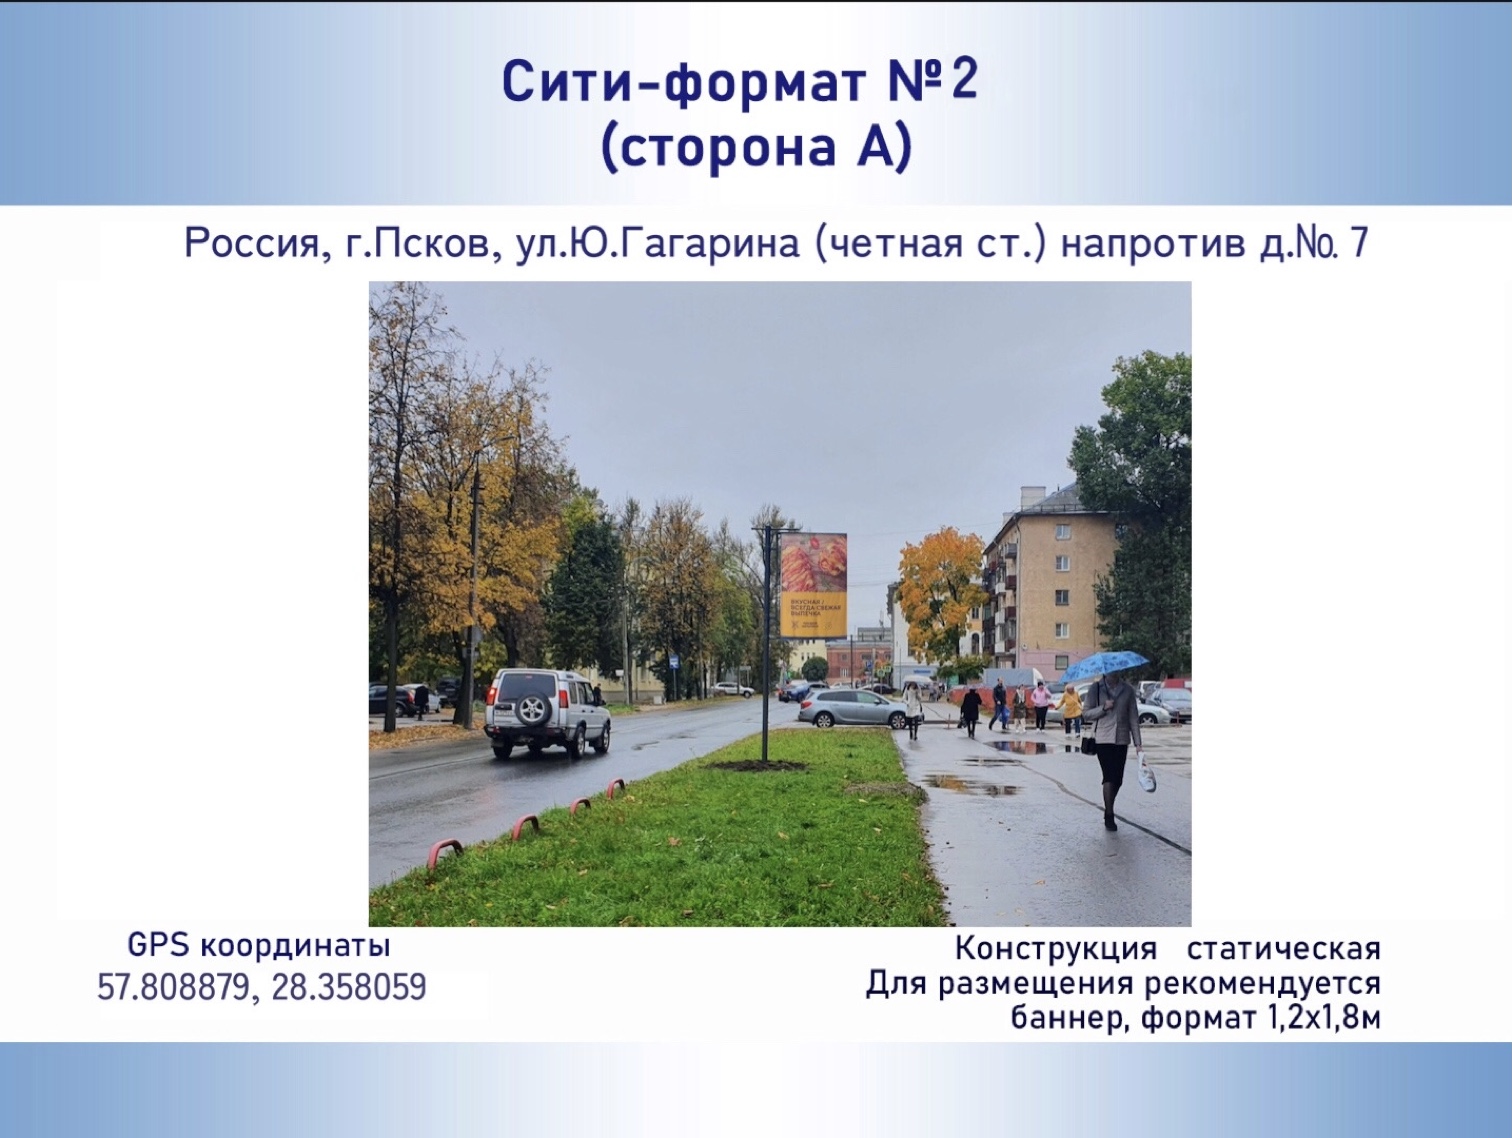 Сити-формат №2
(сторона А)
Россия, г.Псков, ул.Ю.Гагарина (четная ст.) напротив д.№. 7
ВКУСНАЯ /
ВСЕГДА СВЕЖАЯ
ВЫПЕЧКА
GPS координаты
57.808879, 28.358059
Конструкция статическая
Для размещения рекомендуется
баннер, формат 1,2х1,8м